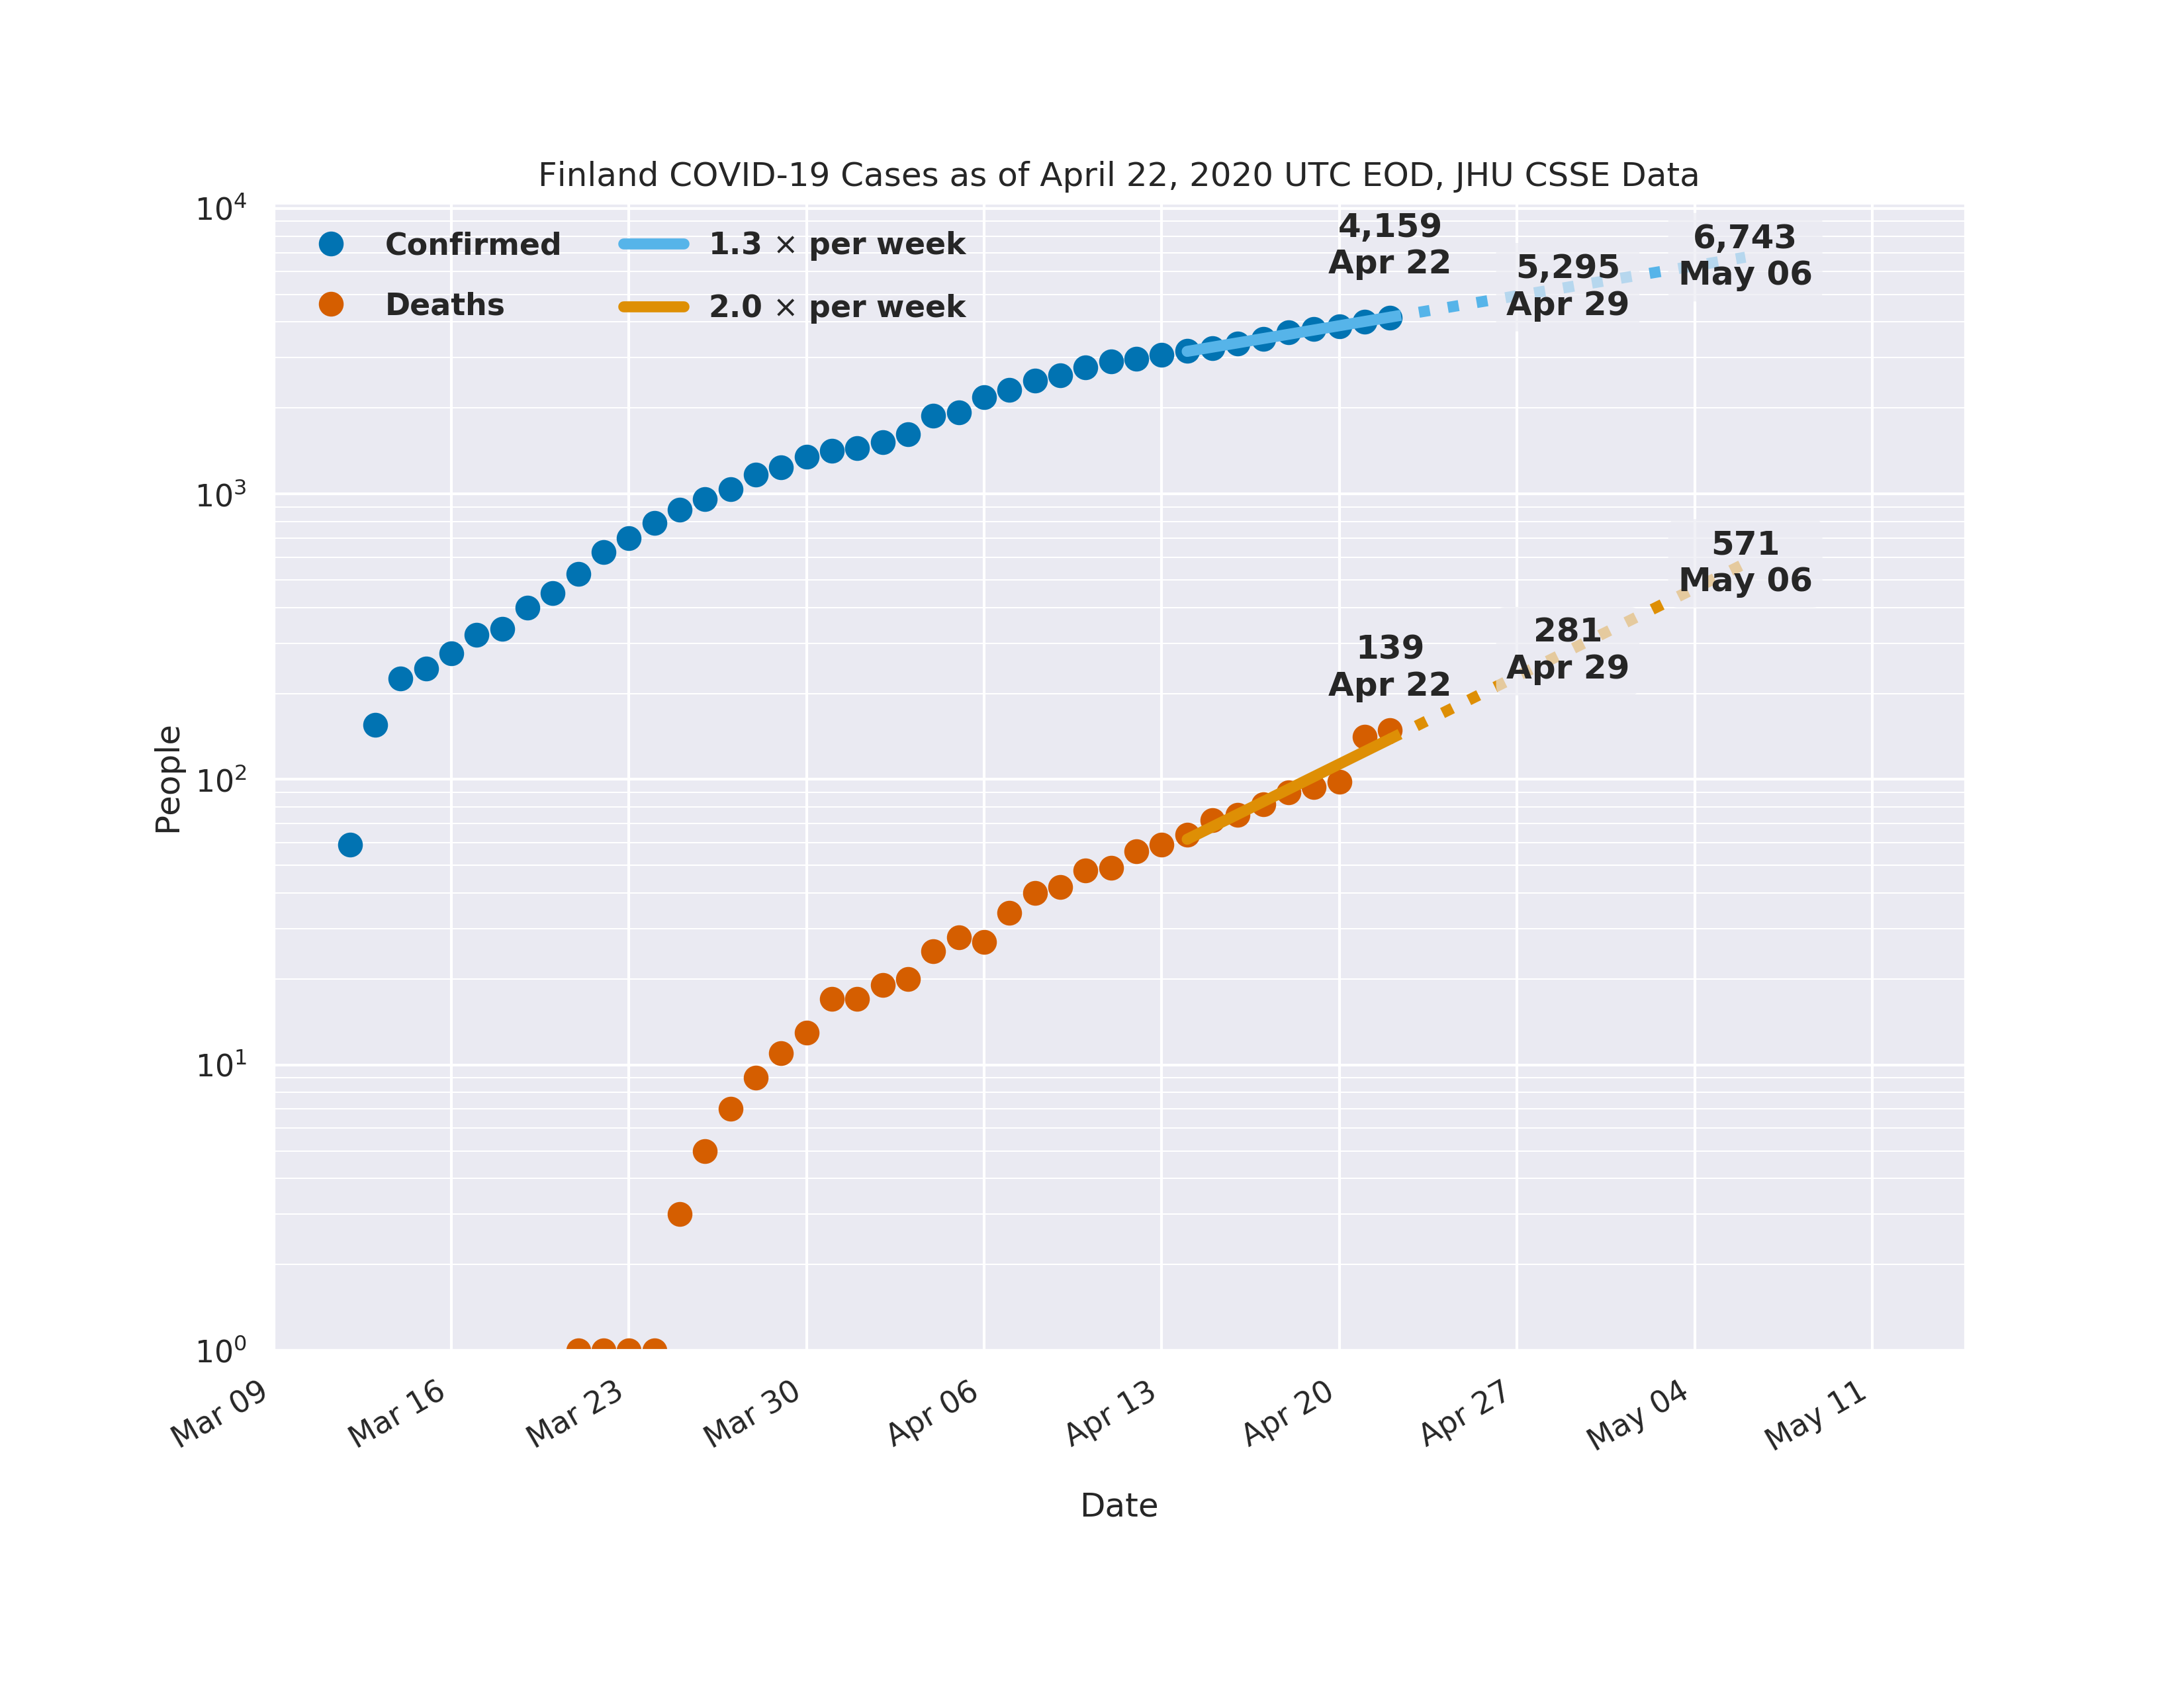 Finland COVID-19 Cases as of April 22, 2020 UTC EOD, JHU CSSE Data
Confirmed
Deaths
1.3 × per week
2.0 × per week
4,159
Apr 22
5,295
Apr 29
6,743
May 06
139
Apr 22
281
Apr 29
571
May 06
People
10⁴
10³
10²
10¹
10⁰
Mar 09
Mar 16
Mar 23
Mar 30
Apr 06
Apr 13
Apr 20
Apr 27
May 04
May 11
Date